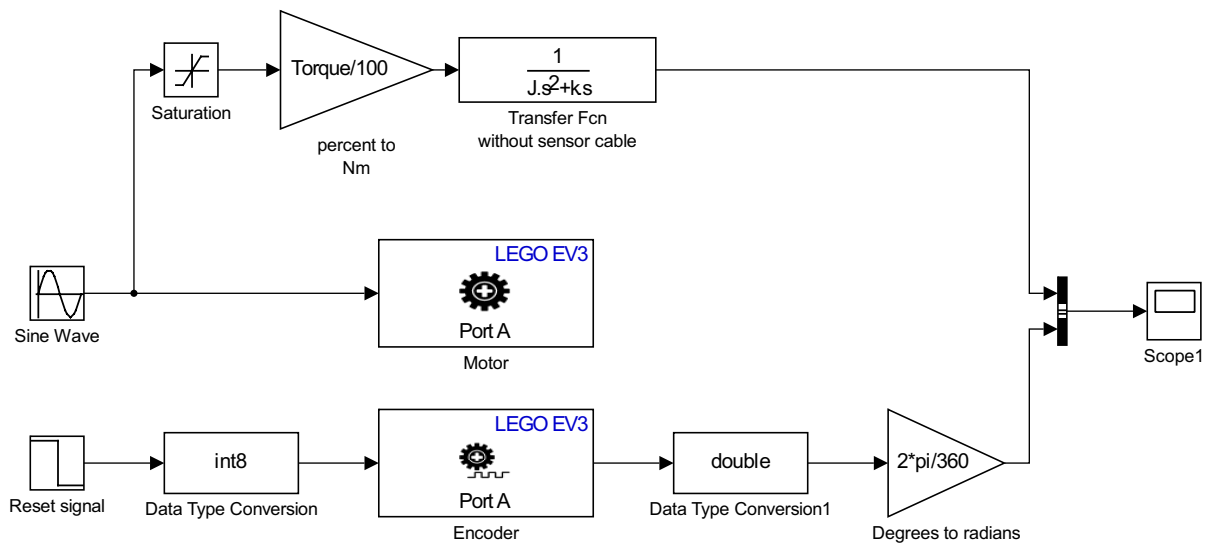 Torque/100
1
J.s2+k.s
Saturation
Transfer Fcn
without sensor cable
percent to
Nm
LEGO EV3
Port A
Sine Wave
Motor
Scope1
LEGO EV3
int8
double
2*pi/360
Port A
Reset signal
Data Type Conversion
Encoder
Data Type Conversion1
Degrees to radians